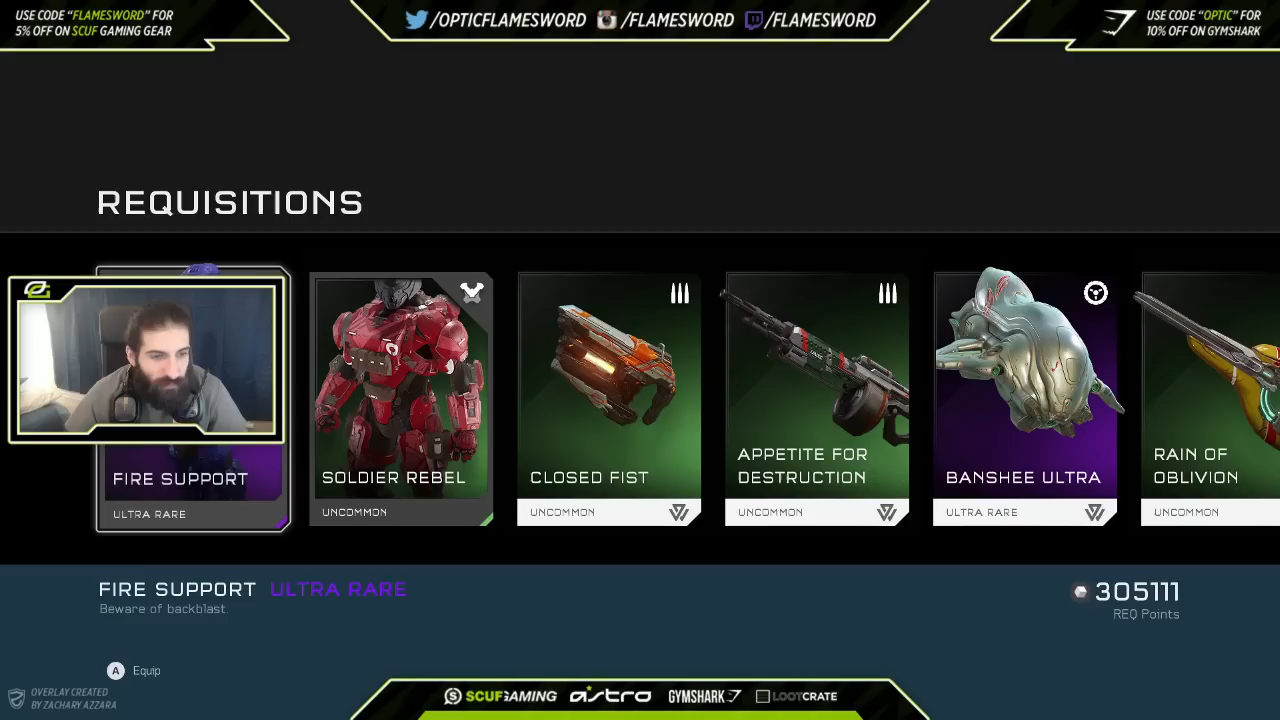 USE CODE "FLAMESWORD" FOR
5% OFF ON SCUF GAMING GEAR
/OPTICFLAMESWORD /FLAMESWORD /FLAMESWORD
USE CODE "OPTIC" FOR
10% OFF ON GYMSHARK
REQUISITIONS
FIRE SUPPORT
ULTRA RARE
SOLDIER REBEL
UNCOMMON
CLOSED FIST
UNCOMMON
APPETITE FOR
DESTRUCTION
UNCOMMON
BANSHEE ULTRA
ULTRA RARE
RAIN OF
OBLIVION
UNCOMMON
FIRE SUPPORT ULTRA RARE
Beware of backblast.
305111
REQ Points
A Equip
OVERLAY CREATED
BY ZACHARY AZZARA
S SCUFGAMING ASTRO GYMSHARK LOOTCRATE